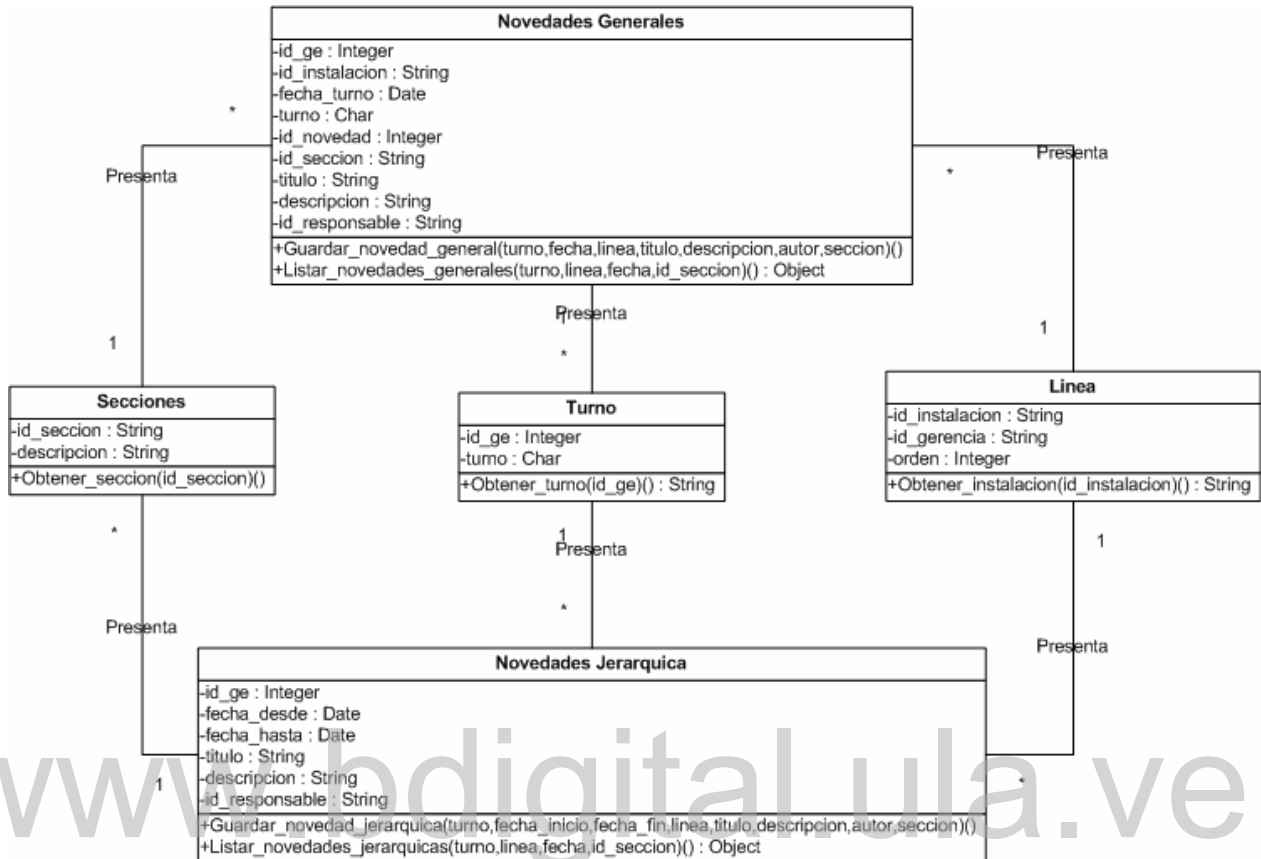 Novedades Generales
-id_ge : Integer
-id_instalacion : String
-fecha_turno : Date
-turno : Char
-id_novedad : Integer
-id_seccion : String
-titulo : String
-descripcion : String
-id_responsable : String
+Guardar_novedad_general(turno,fecha,linea,titulo,descripcion,autor,seccion)()
+Listar_novedades_generales(turno,linea,fecha,id_seccion)() : Object
*
Presenta
1
*
Presenta
1
Presenta
1
*
Secciones
-id_seccion : String
-descripcion : String
+Obtener_seccion(id_seccion)()
Turno
-id_ge : Integer
-turno : Char
+Obtener_turno(id_ge)() : String
Linea
-id_instalacion : String
-id_gerencia : String
-orden : Integer
+Obtener_instalacion(id_instalacion)() : String
*
Presenta
1
1
Presenta
*
1
Presenta
*
Novedades Jerarquica
-id_ge : Integer
-fecha_desde : Date
-fecha_hasta : Date
-titulo : String
-descripcion : String
-id_responsable : String
+Guardar_novedad_jerarquica(turno,fecha_inicio,fecha_fin,linea,titulo,descripcion,autor,seccion)()
+Listar_novedades_jerarquicas(turno,linea,fecha,id_seccion)() : Object
www.bdigital.ula.ve